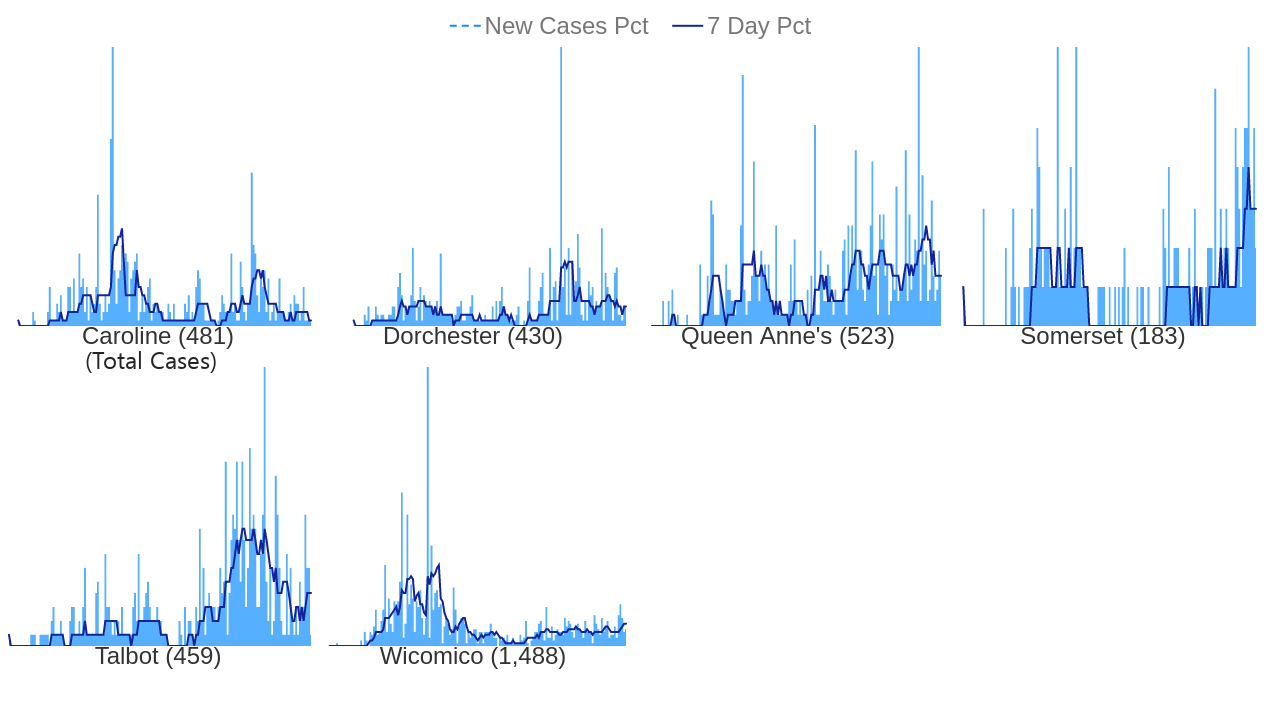 New Cases Pct 7 Day Pct
Caroline (481)
(Total Cases)
Dorchester (430)
Queen Anne's (523)
Somerset (183)
Talbot (459)
Wicomico (1,488)